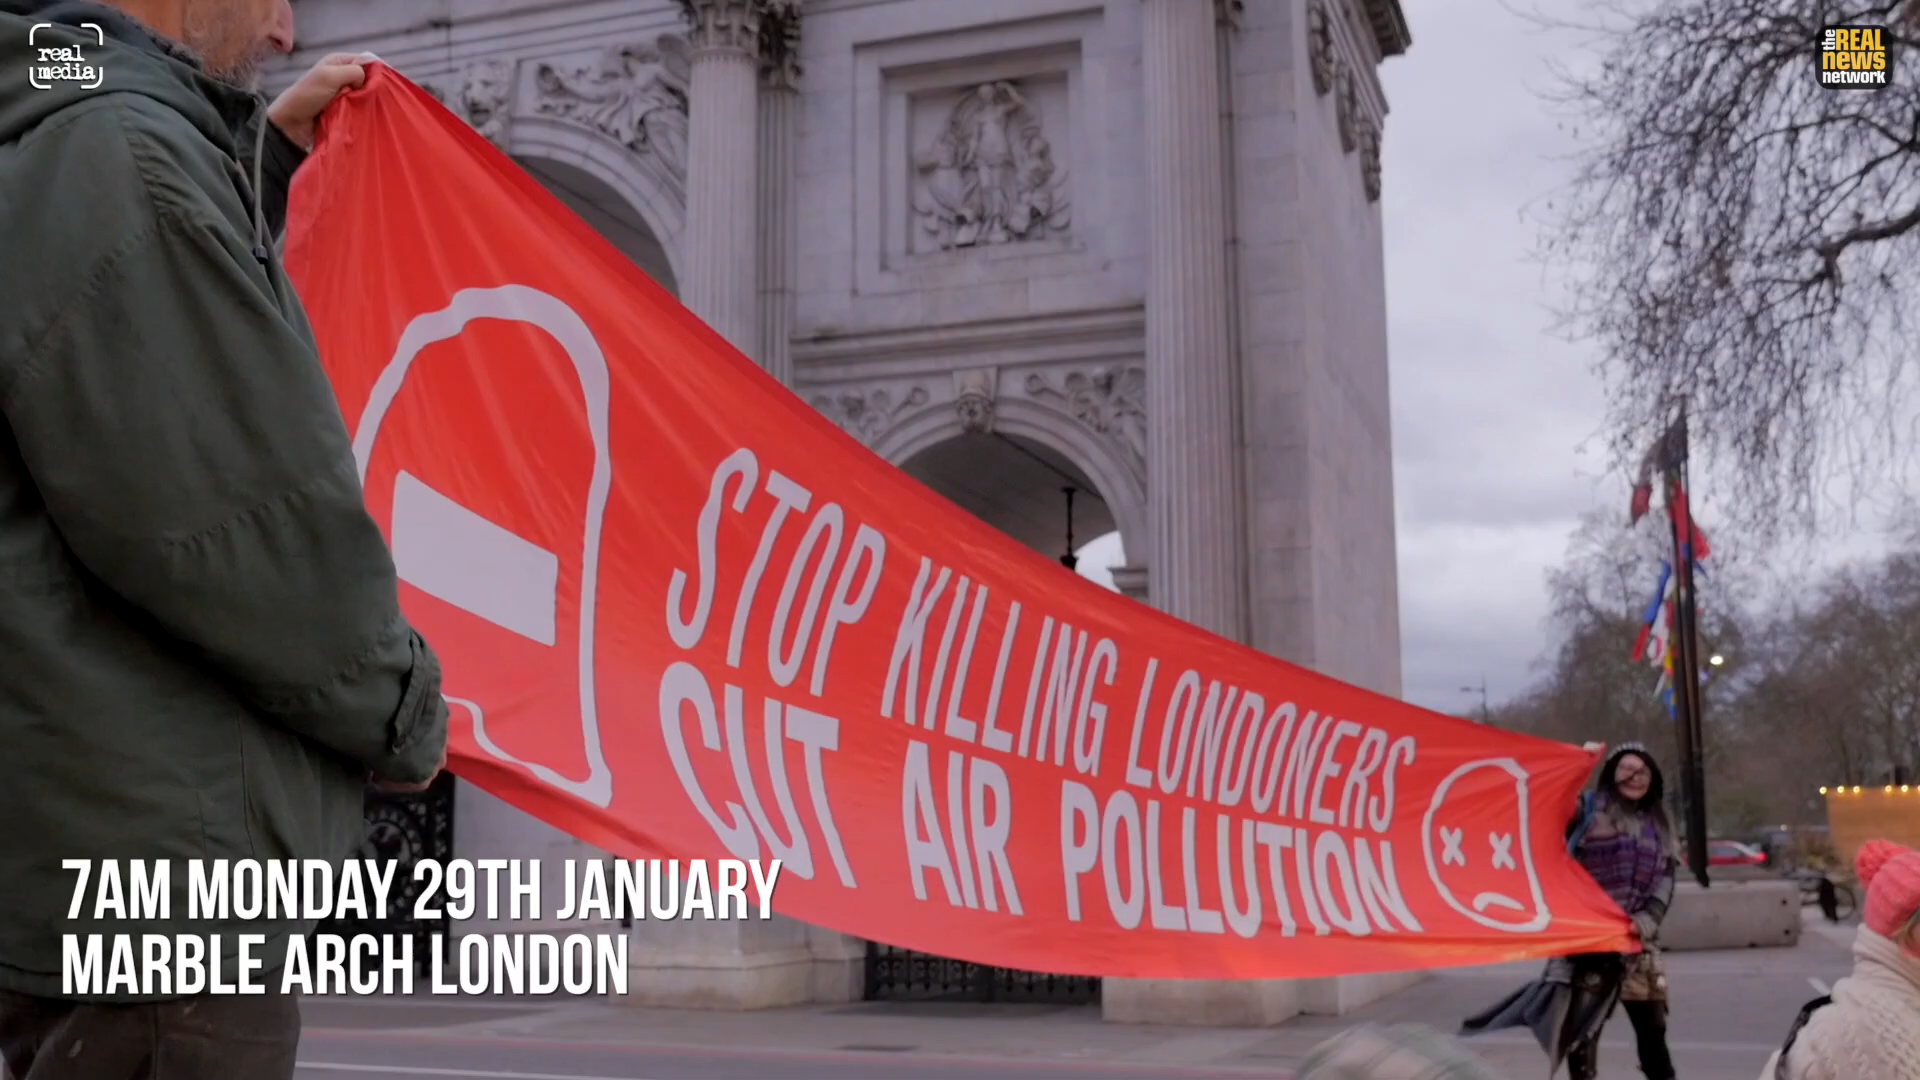 real
media
the REAL
news
network
STOP KILLING LONDONERS
CUT AIR POLLUTION
7AM MONDAY 29TH JANUARY
MARBLE ARCH LONDON